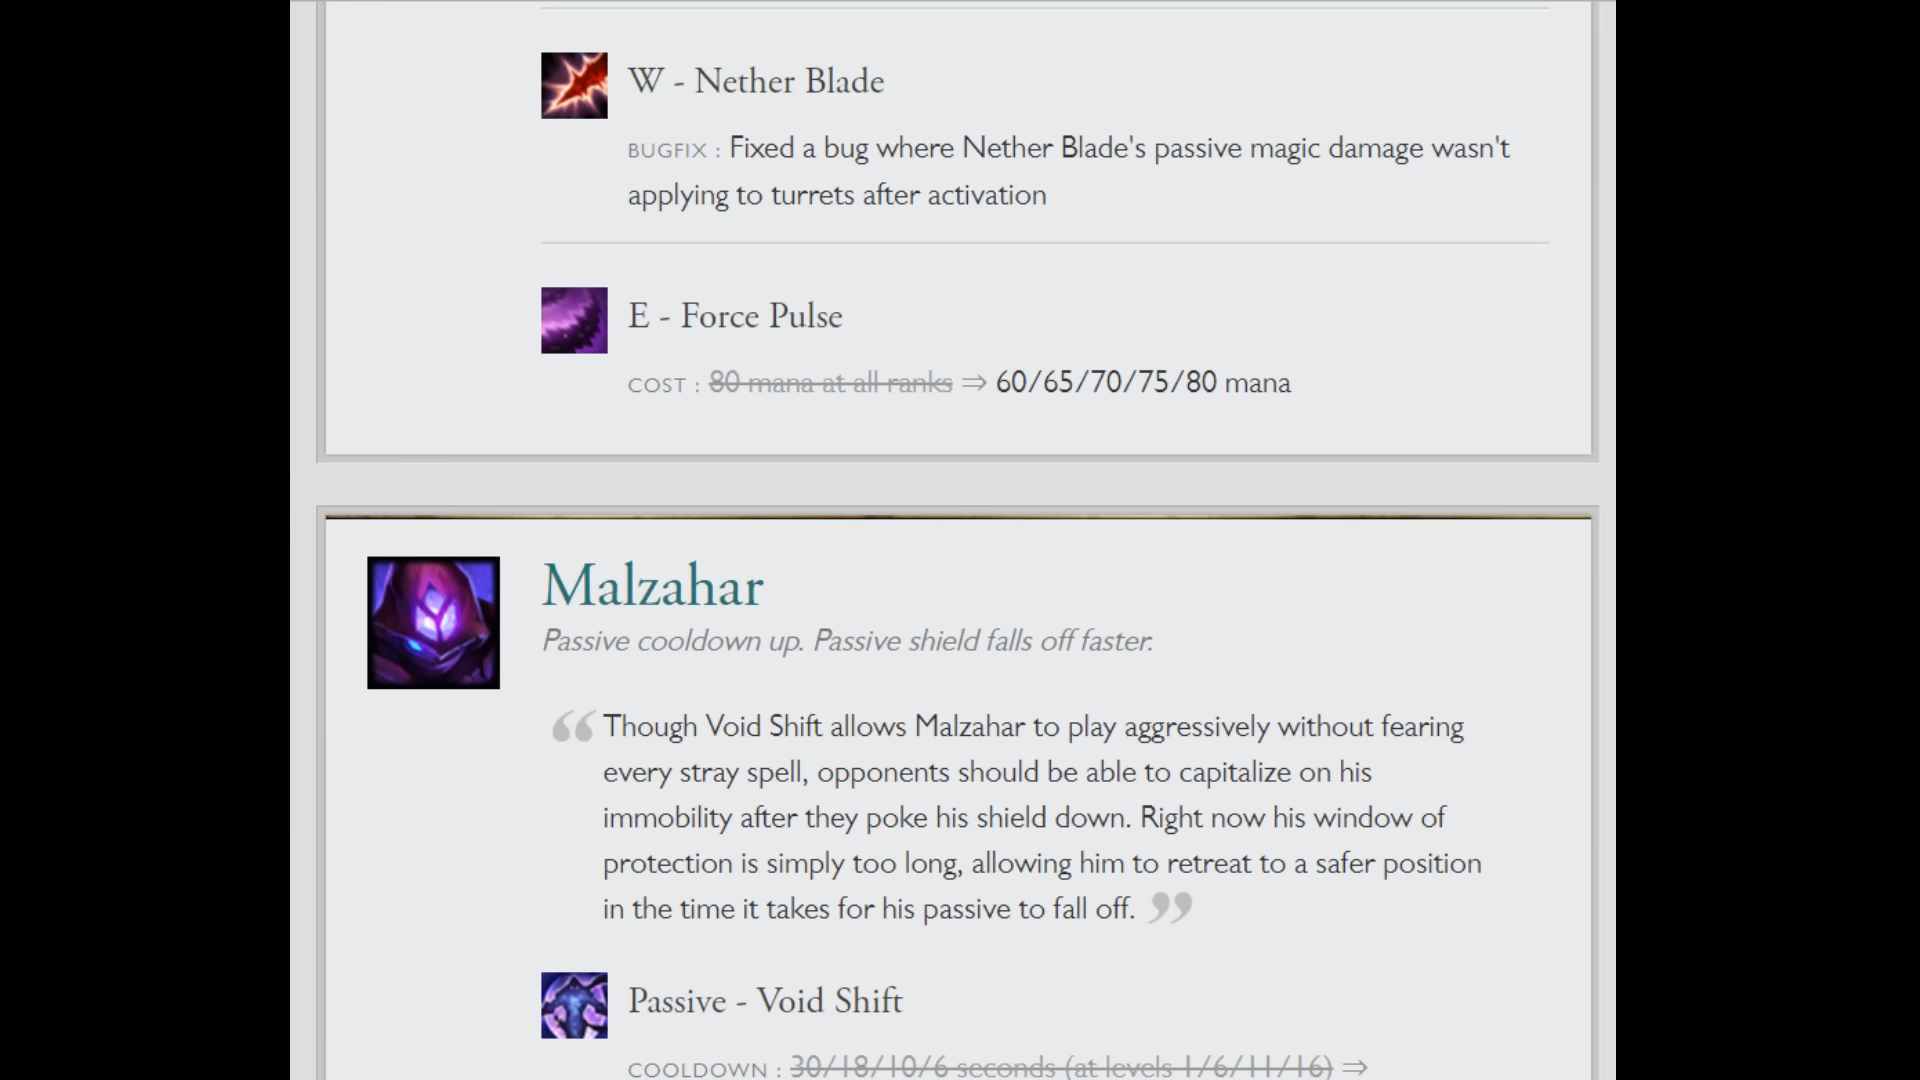 W - Nether Blade
BUGFIX : Fixed a bug where Nether Blade's passive magic damage wasn't
applying to turrets after activation
E - Force Pulse
COST : 80 mana at all ranks ⇒ 60/65/70/75/80 mana
Malzahar
Passive cooldown up. Passive shield falls off faster.
“Though Void Shift allows Malzahar to play aggressively without fearing
every stray spell, opponents should be able to capitalize on his
immobility after they poke his shield down. Right now his window of
protection is simply too long, allowing him to retreat to a safer position
in the time it takes for his passive to fall off. ”
Passive - Void Shift
COOLDOWN : 30/18/10/6 seconds (at levels 1/6/11/16) ⇒